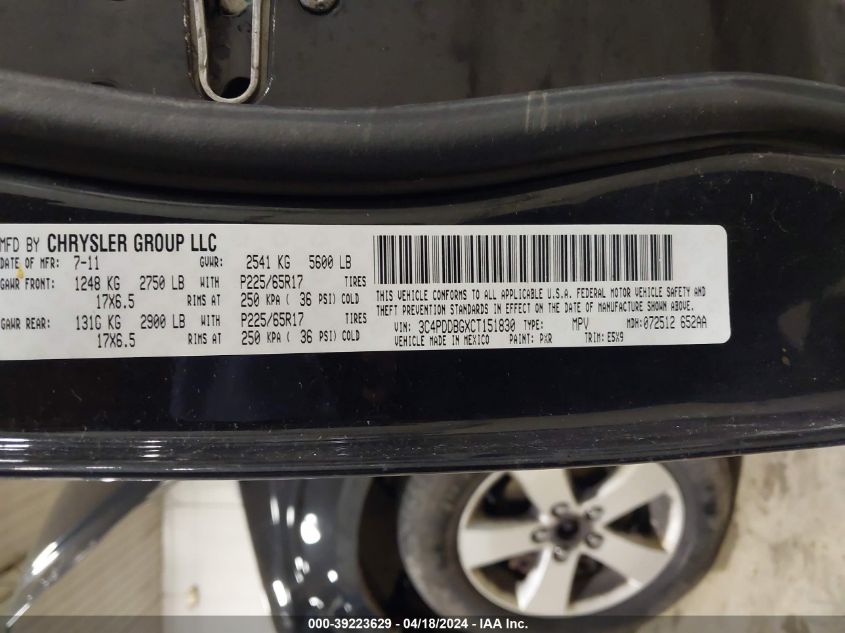 MFD BY CHRYSLER GROUP LLC
DATE OF MFR: 7-11 GVWR: 2541 KG 5600 LB
GAWR FRONT: 1248 KG 2750 LB WITH P225/65R17 TIRES
17X6.5 RIMS AT 250 KPA ( 36 PSI) COLD
GAWR REAR: 1316 KG 2900 LB WITH P225/65R17 TIRES
17X6.5 RIMS AT 250 KPA ( 36 PSI) COLD
THIS VEHICLE CONFORMS TO ALL APPLICABLE U.S.A. FEDERAL MOTOR VEHICLE SAFETY AND
THEFT PREVENTION STANDARDS IN EFFECT ON THE DATE OF MANUFACTURE SHOWN ABOVE.
VIN: 3C4PDDBGXCT151830 TYPE: MPV MDH: 072512 652AA
VEHICLE MADE IN MEXICO PAINT: PXR TRIM: E5X9
000-39223629 / 04/18/2024 / IAA Inc.